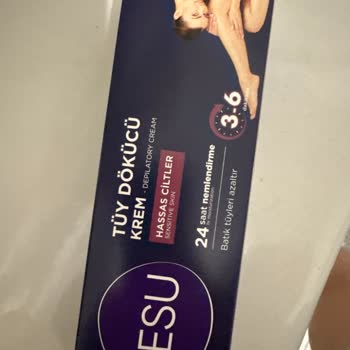 TÜY DÖKÜCÜ
KREM - DEPILATORY CREAM
HASSAS CİLTLER
SENSITIVE SKIN
3-6
24 saat nemlendirme
Batık tüyleri azaltır
ESU